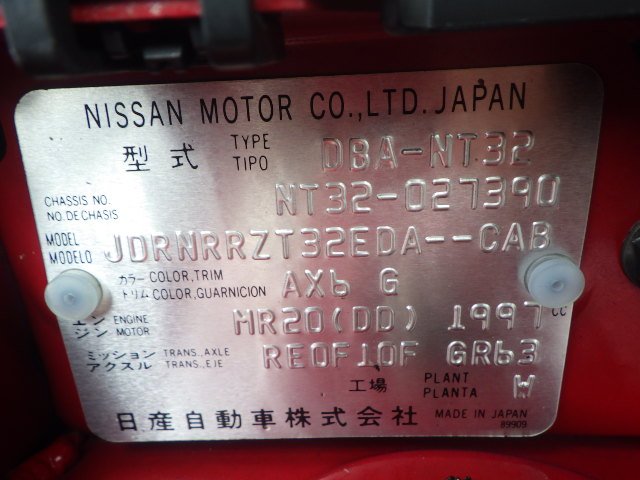 NISSAN MOTOR CO.,LTD.JAPAN
型式 TYPE TIPO DBA-NT32
CHASSIS NO. NO.DECHASIS NT32-027390
MODEL MODELO JDRNRRZT32EDA--CAB
カラー COLOR,TRIM トリム COLOR,GUARNICION AX6 G
エンジン ENGINE MOTOR MR20(DD) 1997 CC
ミッション アクスル TRANS.,AXLE TRANS.,EJE RE0F10F GR63
工場 PLANT PLANTA W
日産自動車株式会社 MADE IN JAPAN
89909